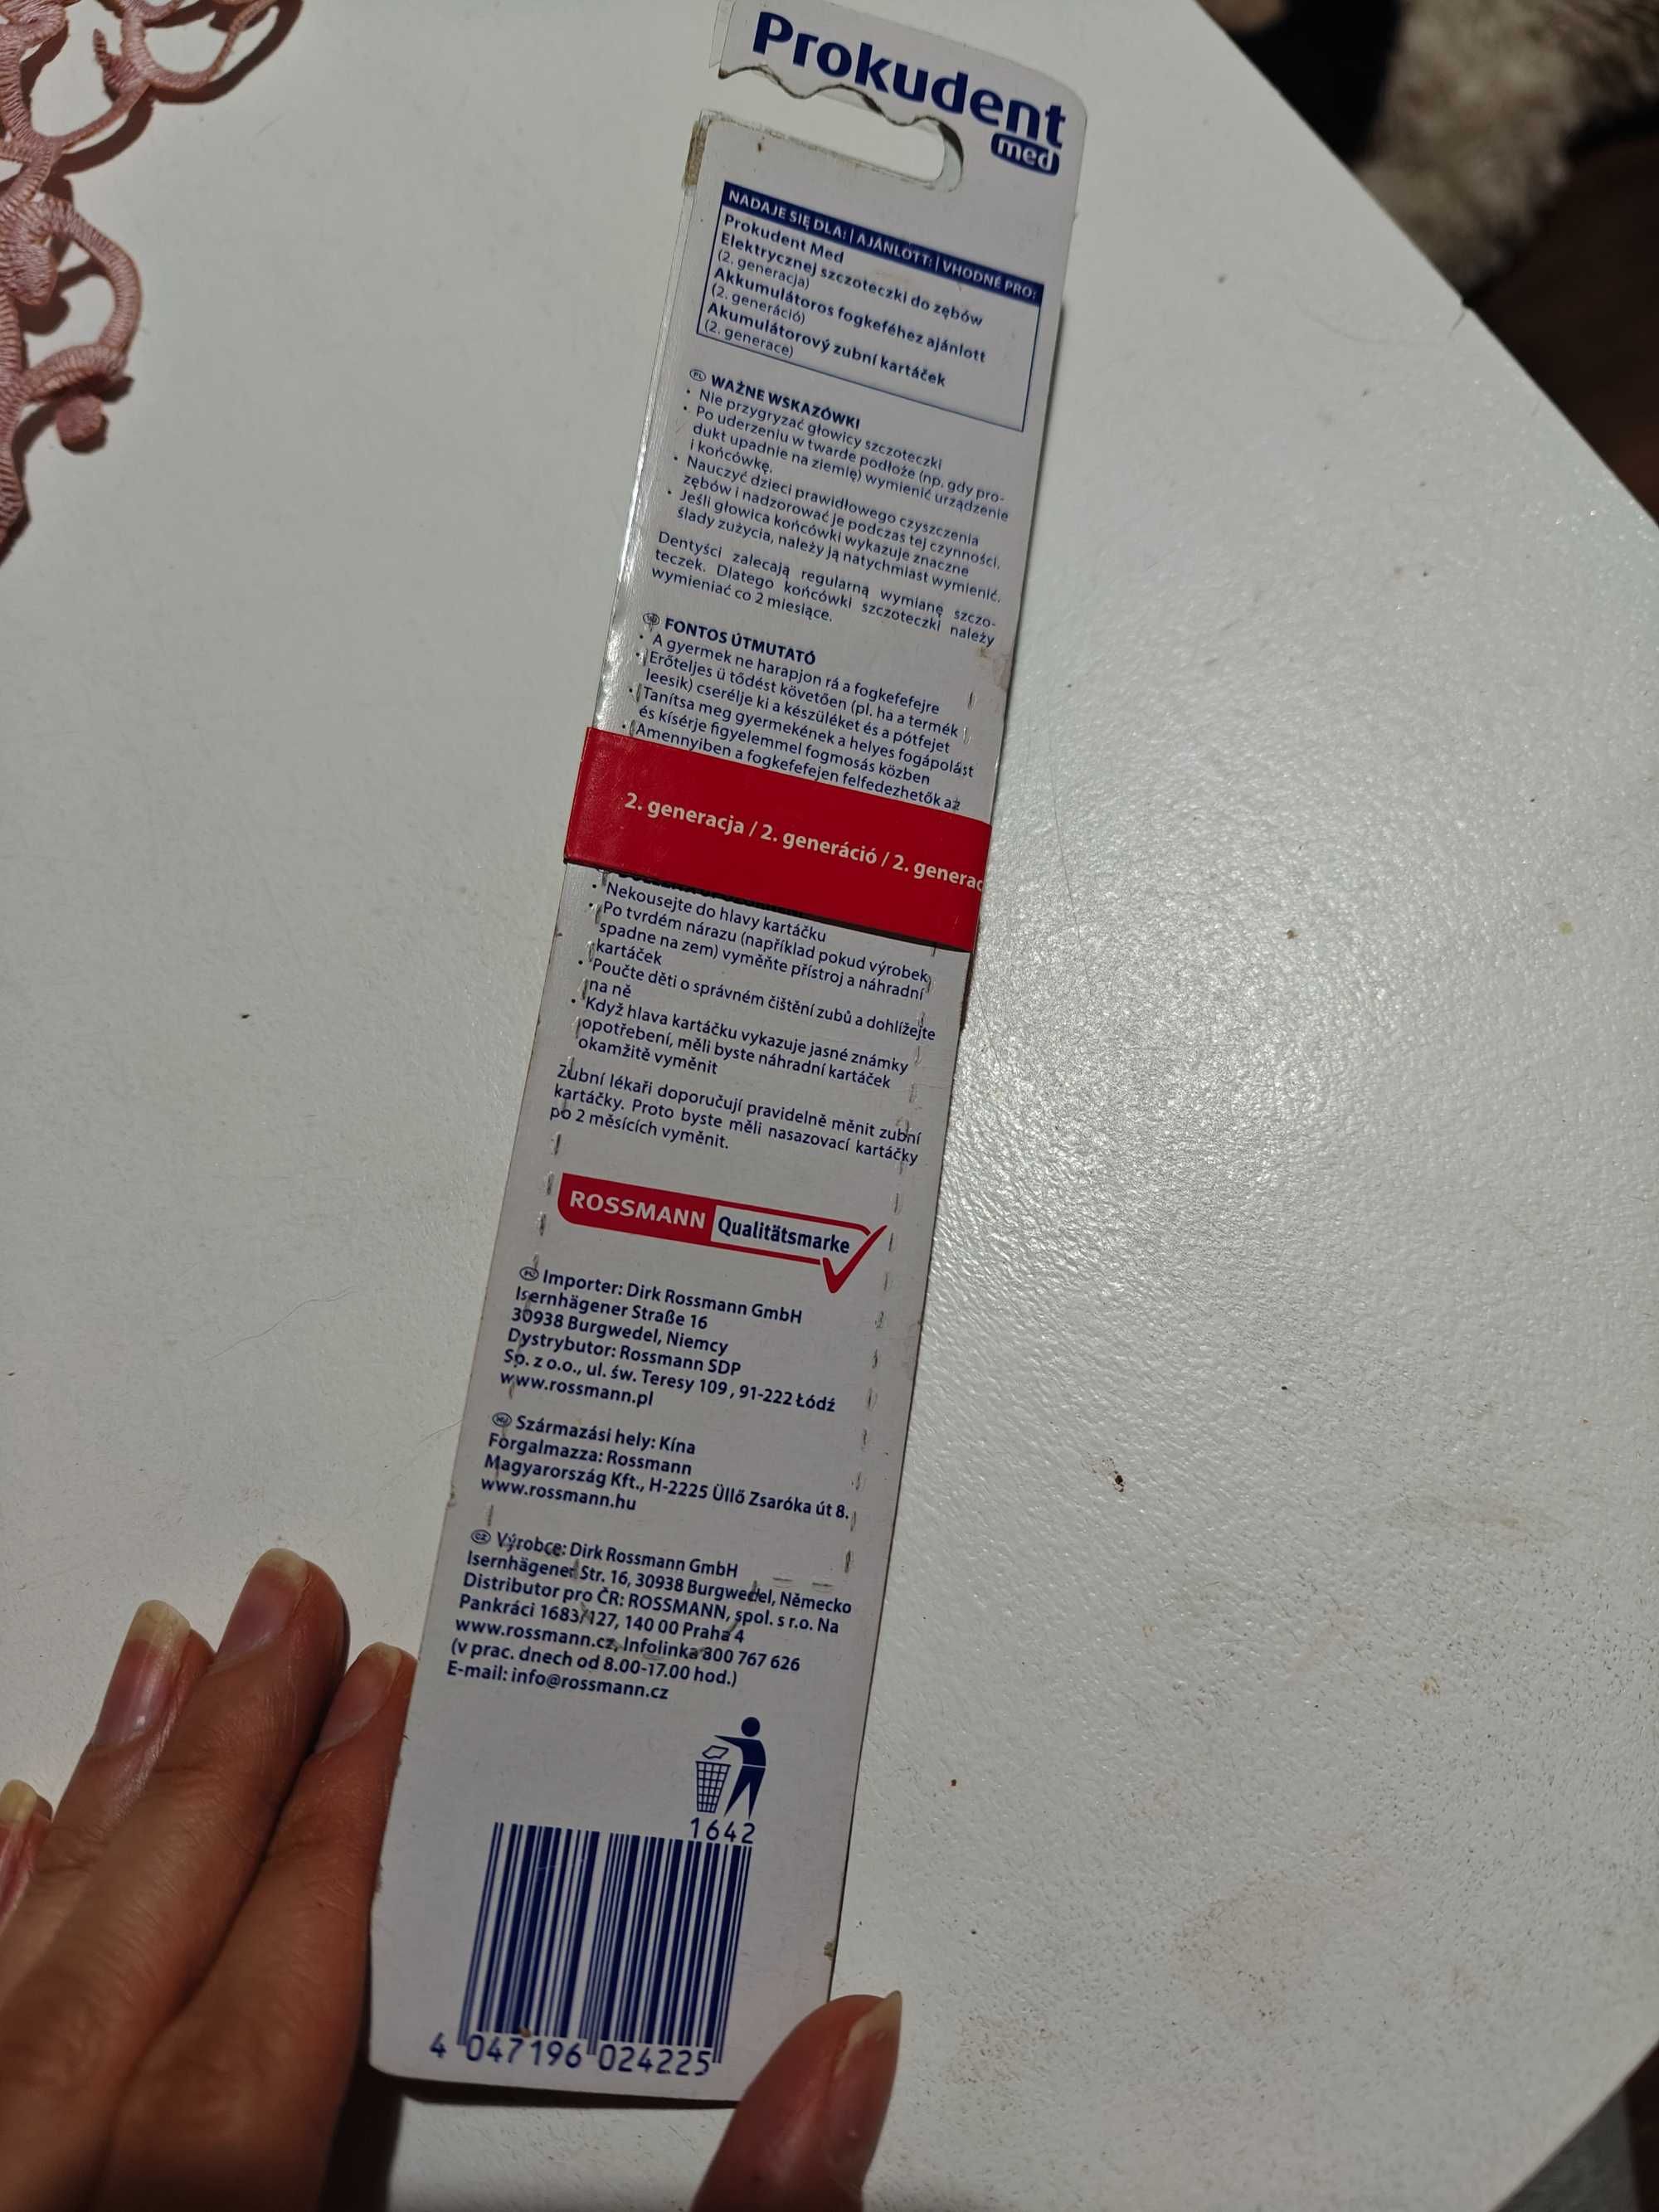 Prokudent
med
NADAJE SIĘ DLA: | AJÁNLOTT: | VHODNÉ PRO:
Prokudent Med
Elektrycznej szczoteczki do zębów
(2. generacja)
Akkumulátoros fogkeféhez ajánlott
(2. generáció)
Akumulátorový zubní kartáček
(2. generace)
PL WAŻNE WSKAZÓWKI
• Nie przygryzać głowicy szczoteczki
• Po uderzeniu w twarde podłoże (np. gdy pro-
dukt upadnie na ziemię) wymienić urządzenie
i końcówkę.
• Nauczyć dzieci prawidłowego czyszczenia
zębów i nadzorować je podczas tej czynności.
• Jeśli głowica końcówki wykazuje znaczne
ślady zużycia, należy ją natychmiast wymienić.
Dentyści zalecają regularną wymianę szczo-
teczek. Dlatego końcówki szczoteczki należy
wymieniać co 2 miesiące.
HU FONTOS ÚTMUTATÓ
• A gyermek ne harapjon rá a fogkefefejre
• Erőteljes ü tődést követően (pl. ha a termék
leesik) cserélje ki a készüléket és a pótfejet
• Tanítsa meg gyermekének a helyes fogápolást
és kísérje figyelemmel fogmosás közben
• Amennyiben a fogkefefejen felfedezhetők az
2. generacja / 2. generáció / 2. generac
• Nekousejte do hlavy kartáčku
• Po tvrdém nárazu (například pokud výrobek
spadne na zem) vyměňte přístroj a náhradní
kartáček
• Poučte děti o správném čištění zubů a dohlížejte
na ně
• Když hlava kartáčku vykazuje jasné známky
opotřebení, měli byste náhradní kartáček
okamžitě vyměnit
Zubní lékaři doporučují pravidelně měnit zubní
kartáčky. Proto byste měli nasazovací kartáčky
po 2 měsících vyměnit.
ROSSMANN Qualitätsmarke
PL Importer: Dirk Rossmann GmbH
Isernhägener Straße 16
30938 Burgwedel, Niemcy
Dystrybutor: Rossmann SDP
Sp. z o.o., ul. św. Teresy 109, 91-222 Łódź
www.rossmann.pl
HU Származási hely: Kína
Forgalmazza: Rossmann
Magyarország Kft., H-2225 Üllő Zsaróka út 8.
www.rossmann.hu
CZ Výrobce: Dirk Rossmann GmbH
Isernhägener Str. 16, 30938 Burgwedel, Německo
Distributor pro ČR: ROSSMANN, spol. s r.o. Na
Pankráci 1683/127, 140 00 Praha 4
www.rossmann.cz, Infolinka 800 767 626
(v prac. dnech od 8.00-17.00 hod.)
E-mail: info@rossmann.cz
1642
4 047196 024225